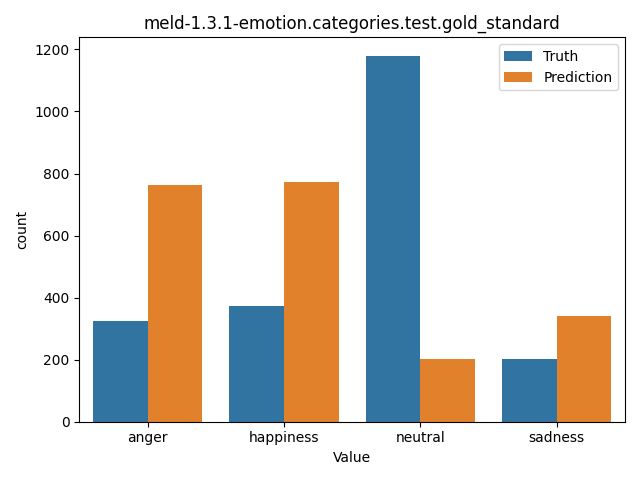 meld-1.3.1-emotion.categories.test.gold_standard
Truth
Prediction
1200
1000
800
600
400
200
0
count
anger happiness neutral sadness
Value